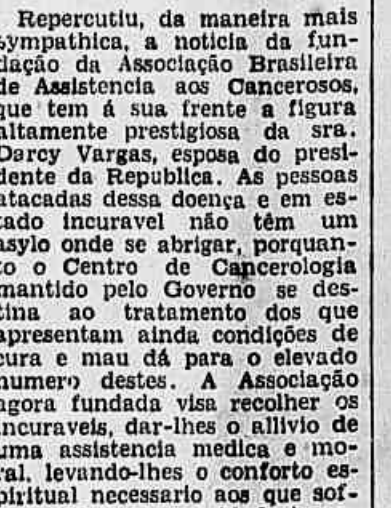 Repercutiu, da maneira mais
sympathica, a noticia da fun-
dação da Associação Brasileira
de Assistencia aos Cancerosos,
que tem á sua frente a figura
altamente prestigiosa da sra.
Darcy Vargas, esposa do presi-
dente da Republica. As pessoas
atacadas dessa doença e em es-
tado incuravel não têm um
asylo onde se abrigar, porquan-
to o Centro de Cancerologia
mantido pelo Governo se des-
tina ao tratamento dos que
apresentam ainda condições de
cura e mau dá para o elevado
numero destes. A Associação
agora fundada visa recolher os
incuraveis, dar-lhes o allivio de
uma assistencia medica e mo-
ral, levando-lhes o conforto es-
piritual necessario aos que sof-